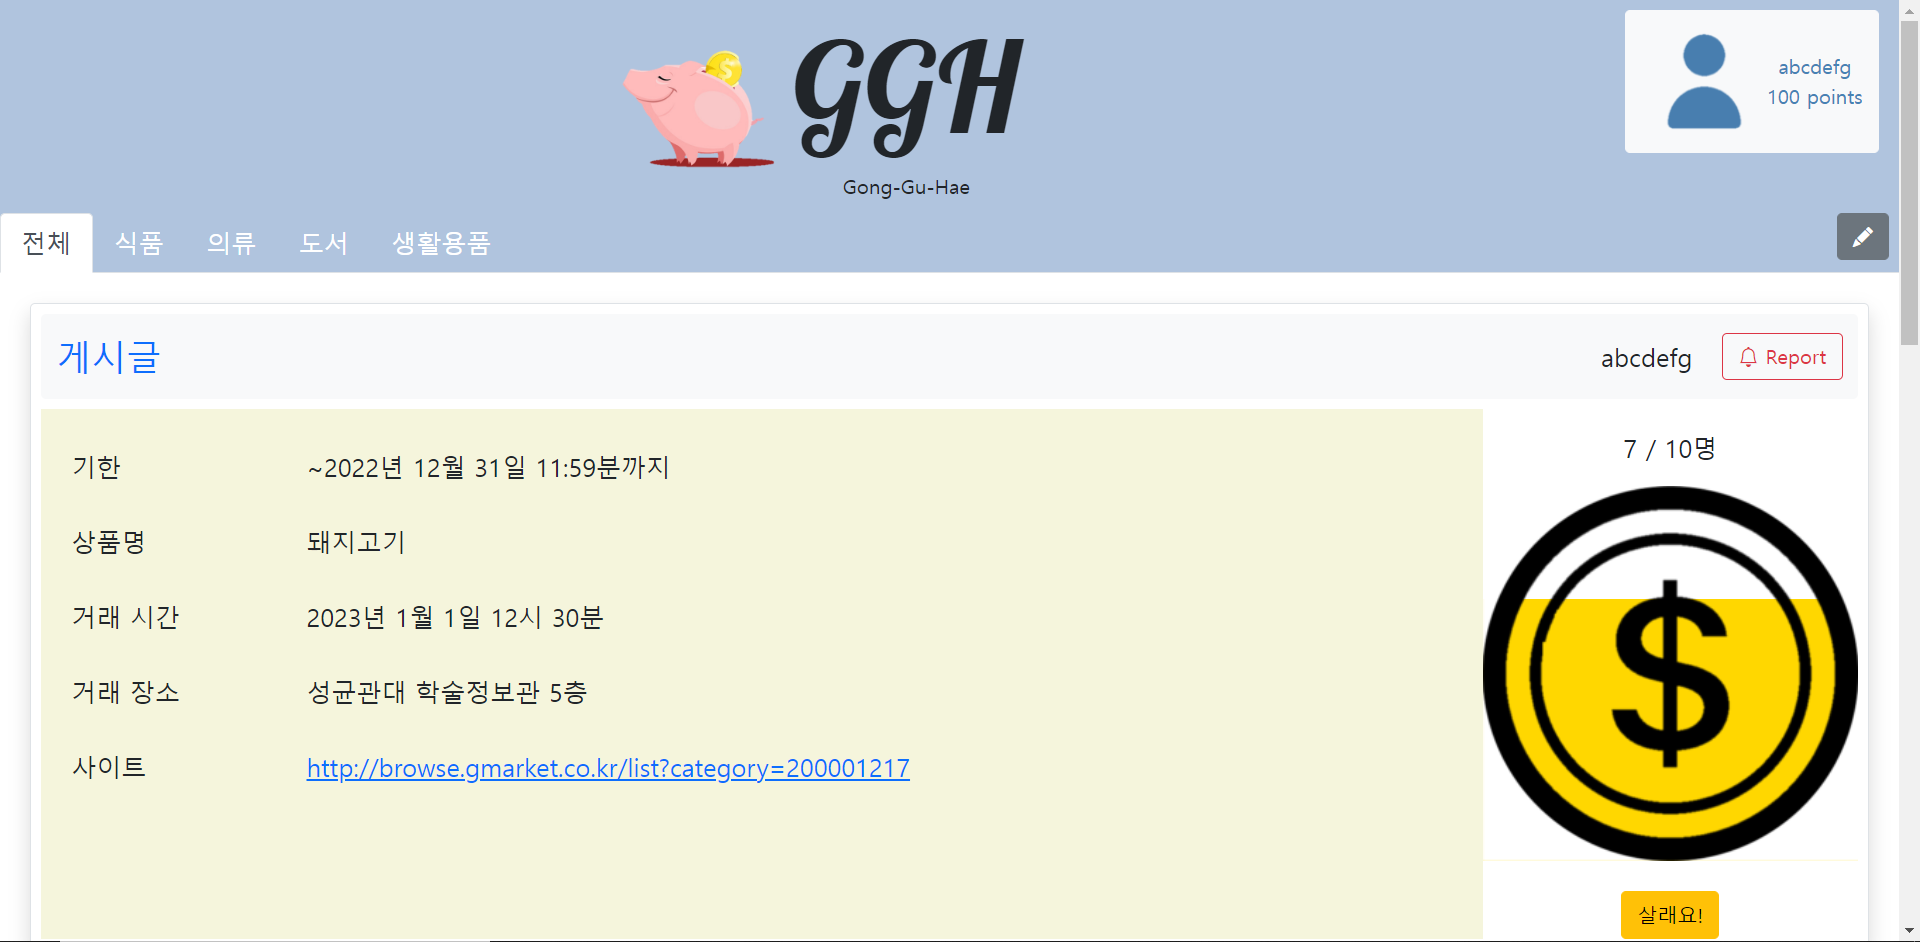 GGH
Gong-Gu-Hae
abcdefg
100 points
전체 식품 의류 도서 생활용품
게시글 abcdefg Report
기한 ~2022년 12월 31일 11:59분까지
상품명 돼지고기
거래 시간 2023년 1월 1일 12시 30분
거래 장소 성균관대 학술정보관 5층
사이트 http://browse.gmarket.co.kr/list?category=200001217
7 / 10명
$
살래요!